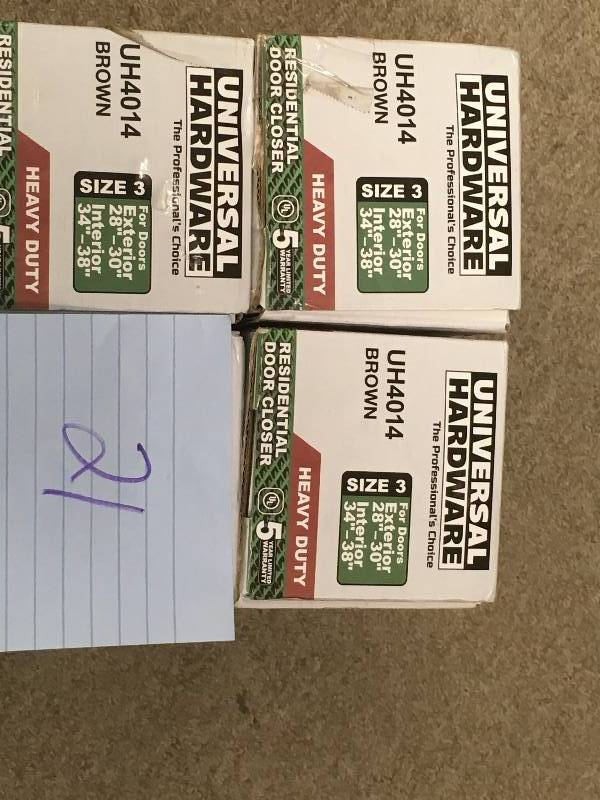 UNIVERSAL
HARDWARE
The Professional's Choice
UH4014
BROWN
SIZE 3
For Doors
Exterior
28"–30"
Interior
34"–38"
HEAVY DUTY
RESIDENTIAL
5
UNIVERSAL
HARDWARE
The Professional's Choice
UH4014
BROWN
SIZE 3
For Doors
Exterior
28"–30"
Interior
34"–38"
HEAVY DUTY
RESIDENTIAL
DOOR CLOSER
UL
5 YEAR LIMITED
WARRANTY
UNIVERSAL
HARDWARE
The Professional's Choice
UH4014
BROWN
SIZE 3
For Doors
Exterior
28"–30"
Interior
34"–38"
HEAVY DUTY
RESIDENTIAL
DOOR CLOSER
UL
5 YEAR LIMITED
WARRANTY
21